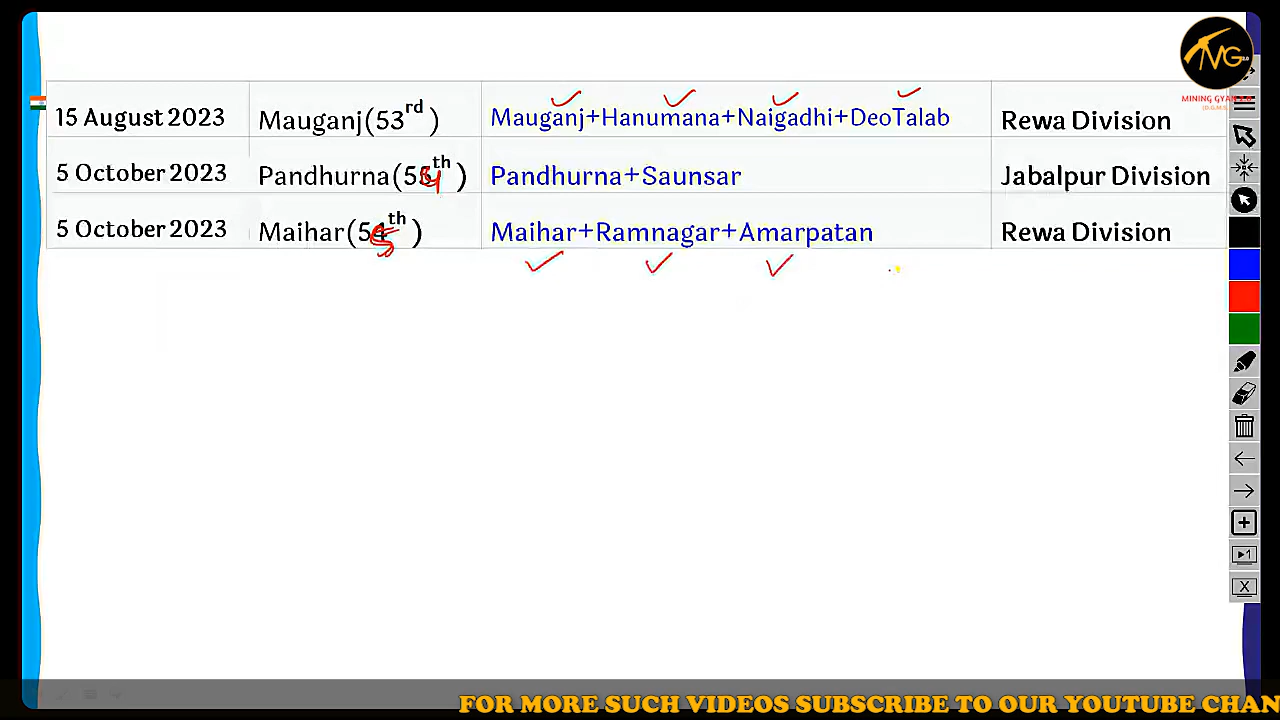 MINING GYAN 2.0
(D.G.M.S)
15 August 2023 Mauganj(53rd) Mauganj+Hanumana+Naigadhi+DeoTalab Rewa Division
5 October 2023 Pandhurna(54th) Pandhurna+Saunsar Jabalpur Division
5 October 2023 Maihar(55th) Maihar+Ramnagar+Amarpatan Rewa Division
FOR MORE SUCH VIDEOS SUBSCRIBE TO OUR YOUTUBE CHAN